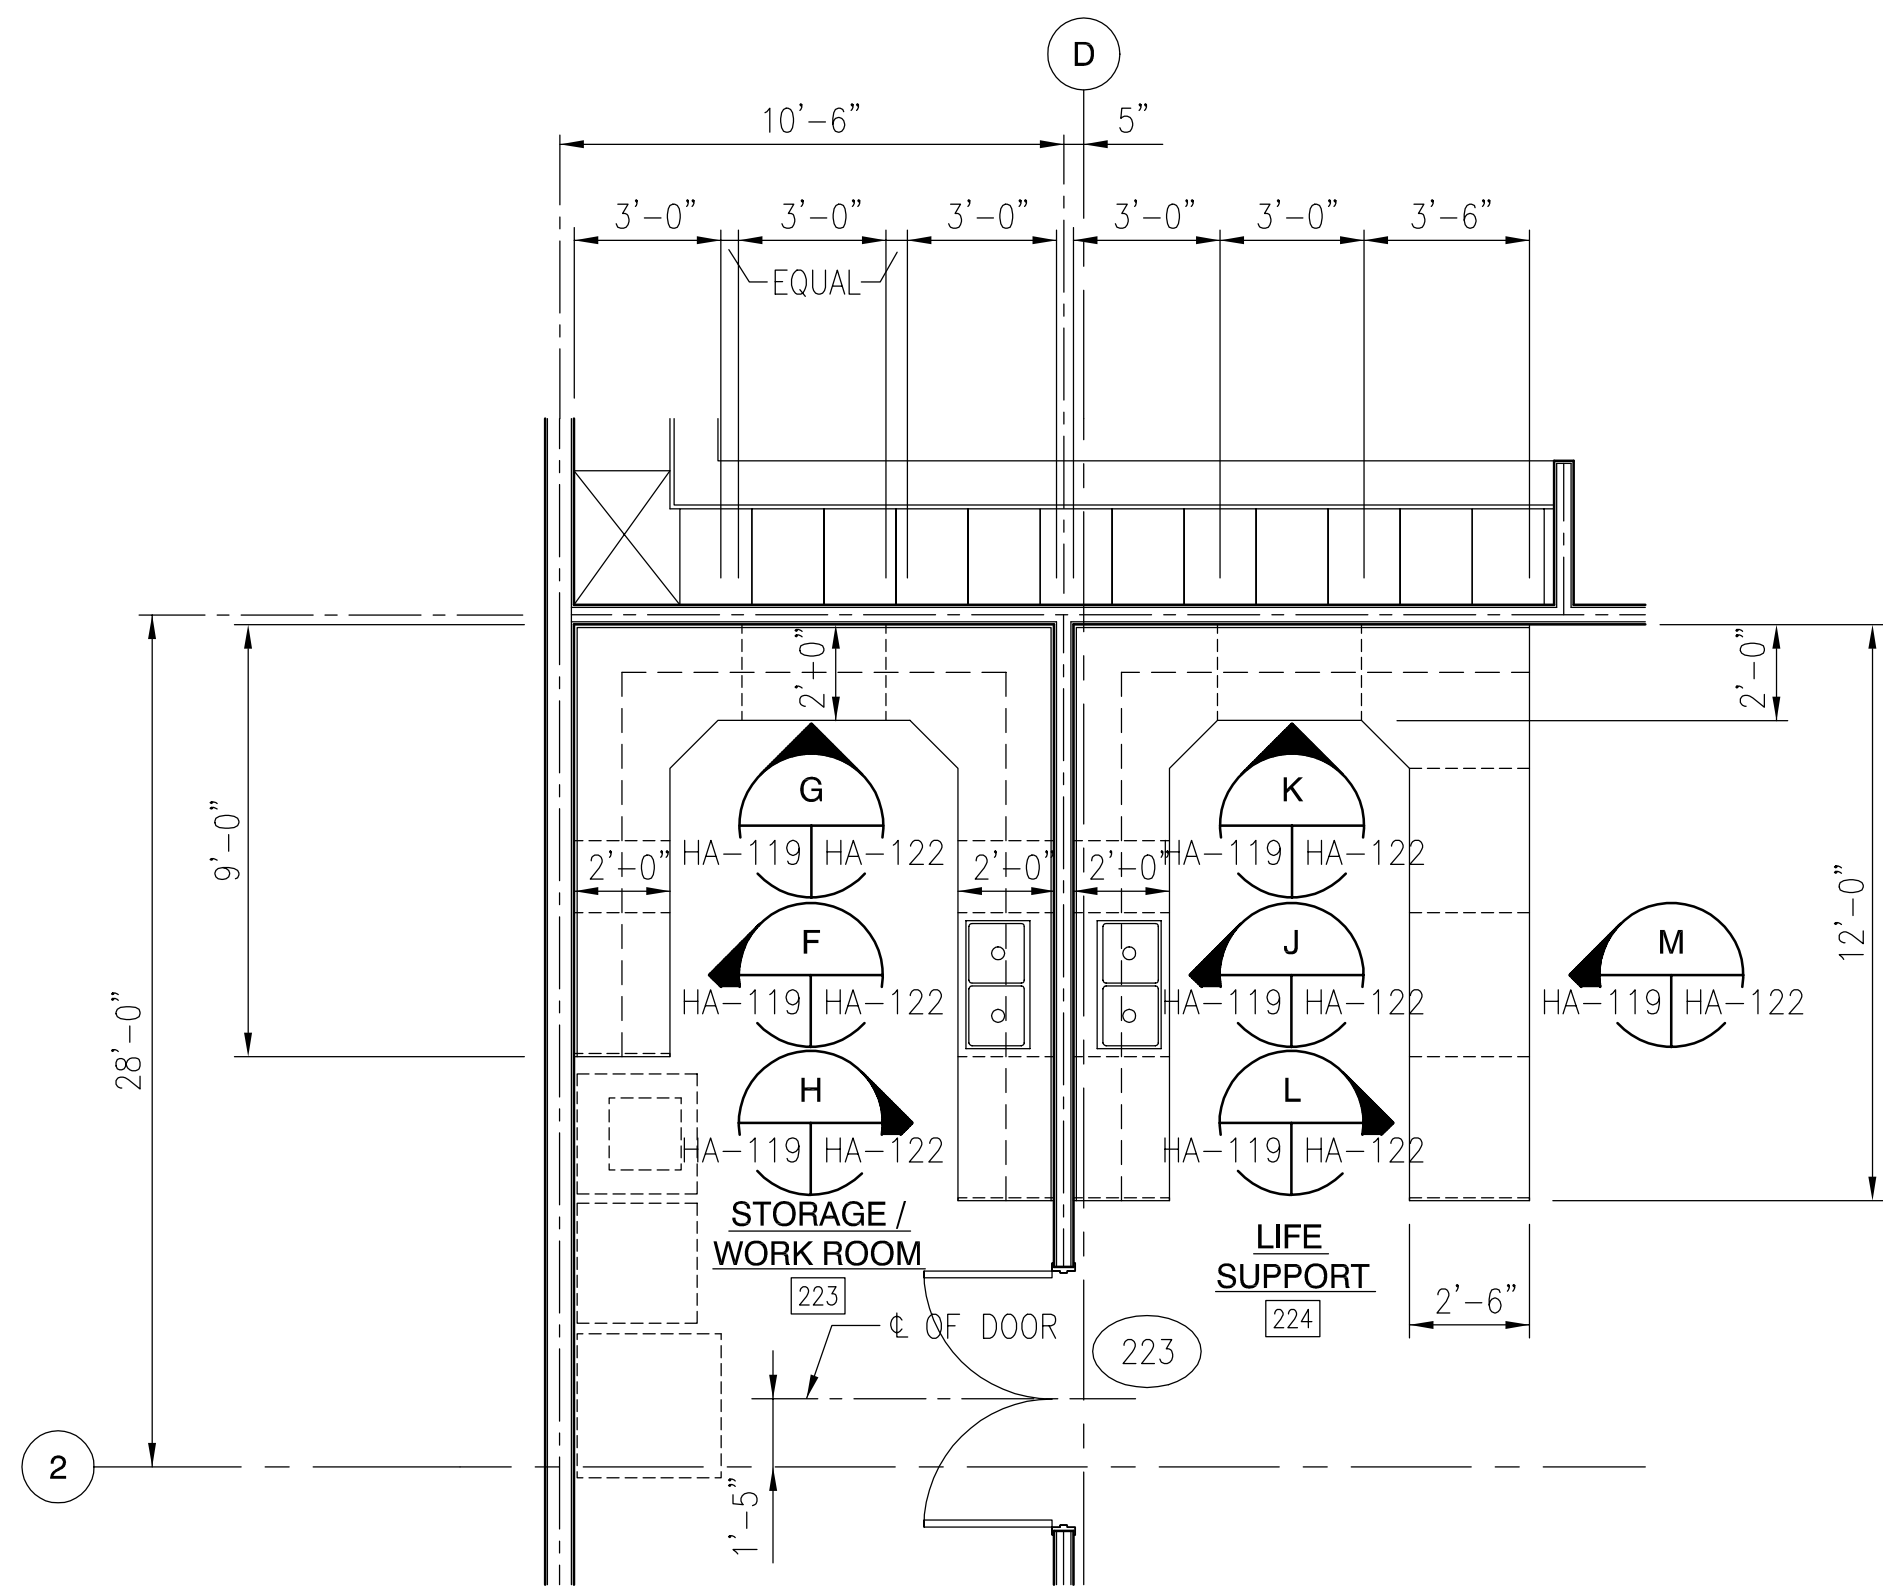 D
10'-6" 5"
3'-0" 3'-0" 3'-0" 3'-0" 3'-0" 3'-6"
EQUAL
2'-0" 2'-0"
G K
HA-119 HA-122 HA-119 HA-122
9'-0"
2'-0" 2'-0" 2'-0"
12'-0"
F J M
HA-119 HA-122 HA-119 HA-122 HA-119 HA-122
28'-0"
H L
HA-119 HA-122 HA-119 HA-122
STORAGE / 
WORK ROOM
223
LIFE
SUPPORT
224
2'-6"
℄ OF DOOR
223
2
1'-5"